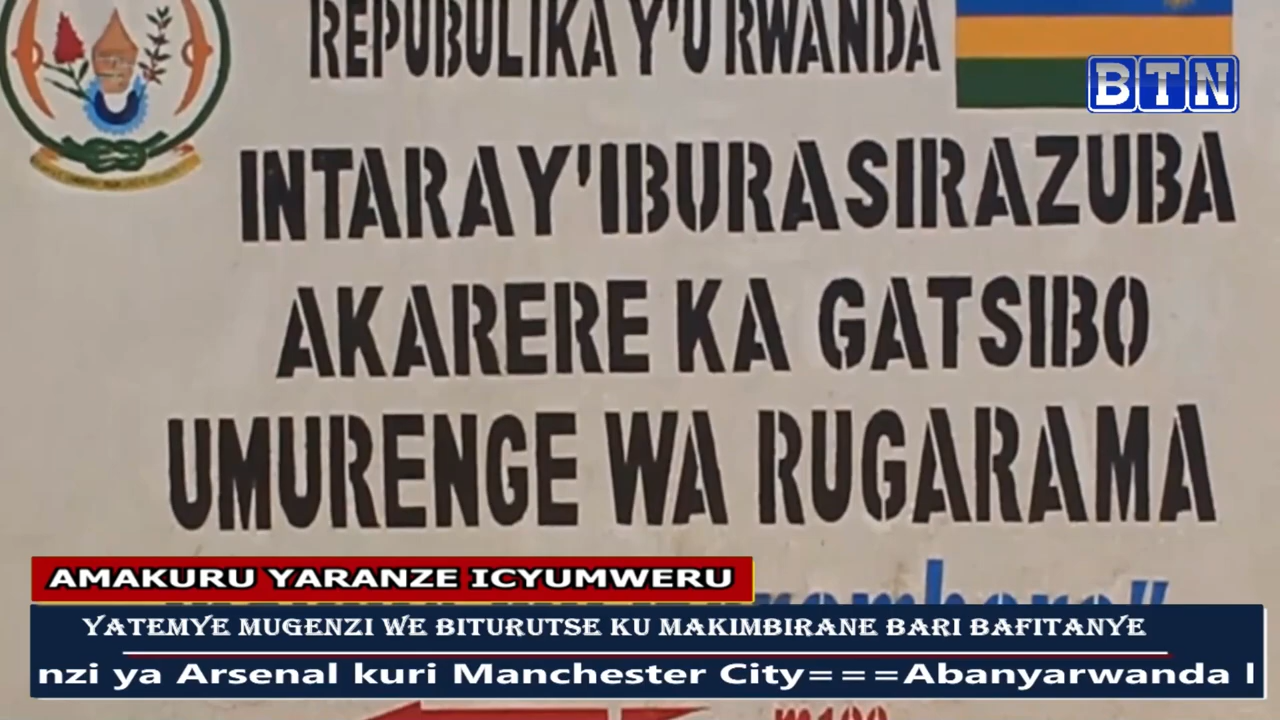 REPUBULIKA Y'U RWANDA
BTN
INTARA Y'IBURASIRAZUBA
AKARERE KA GATSIBO
UMURENGE WA RUGARAMA
AMAKURU YARANZE ICYUMWERU
YATEMYE MUGENZI WE BITURUTSE KU MAKIMBIRANE BARI BAFITANYE
nzi ya Arsenal kuri Manchester City===Abanyarwanda